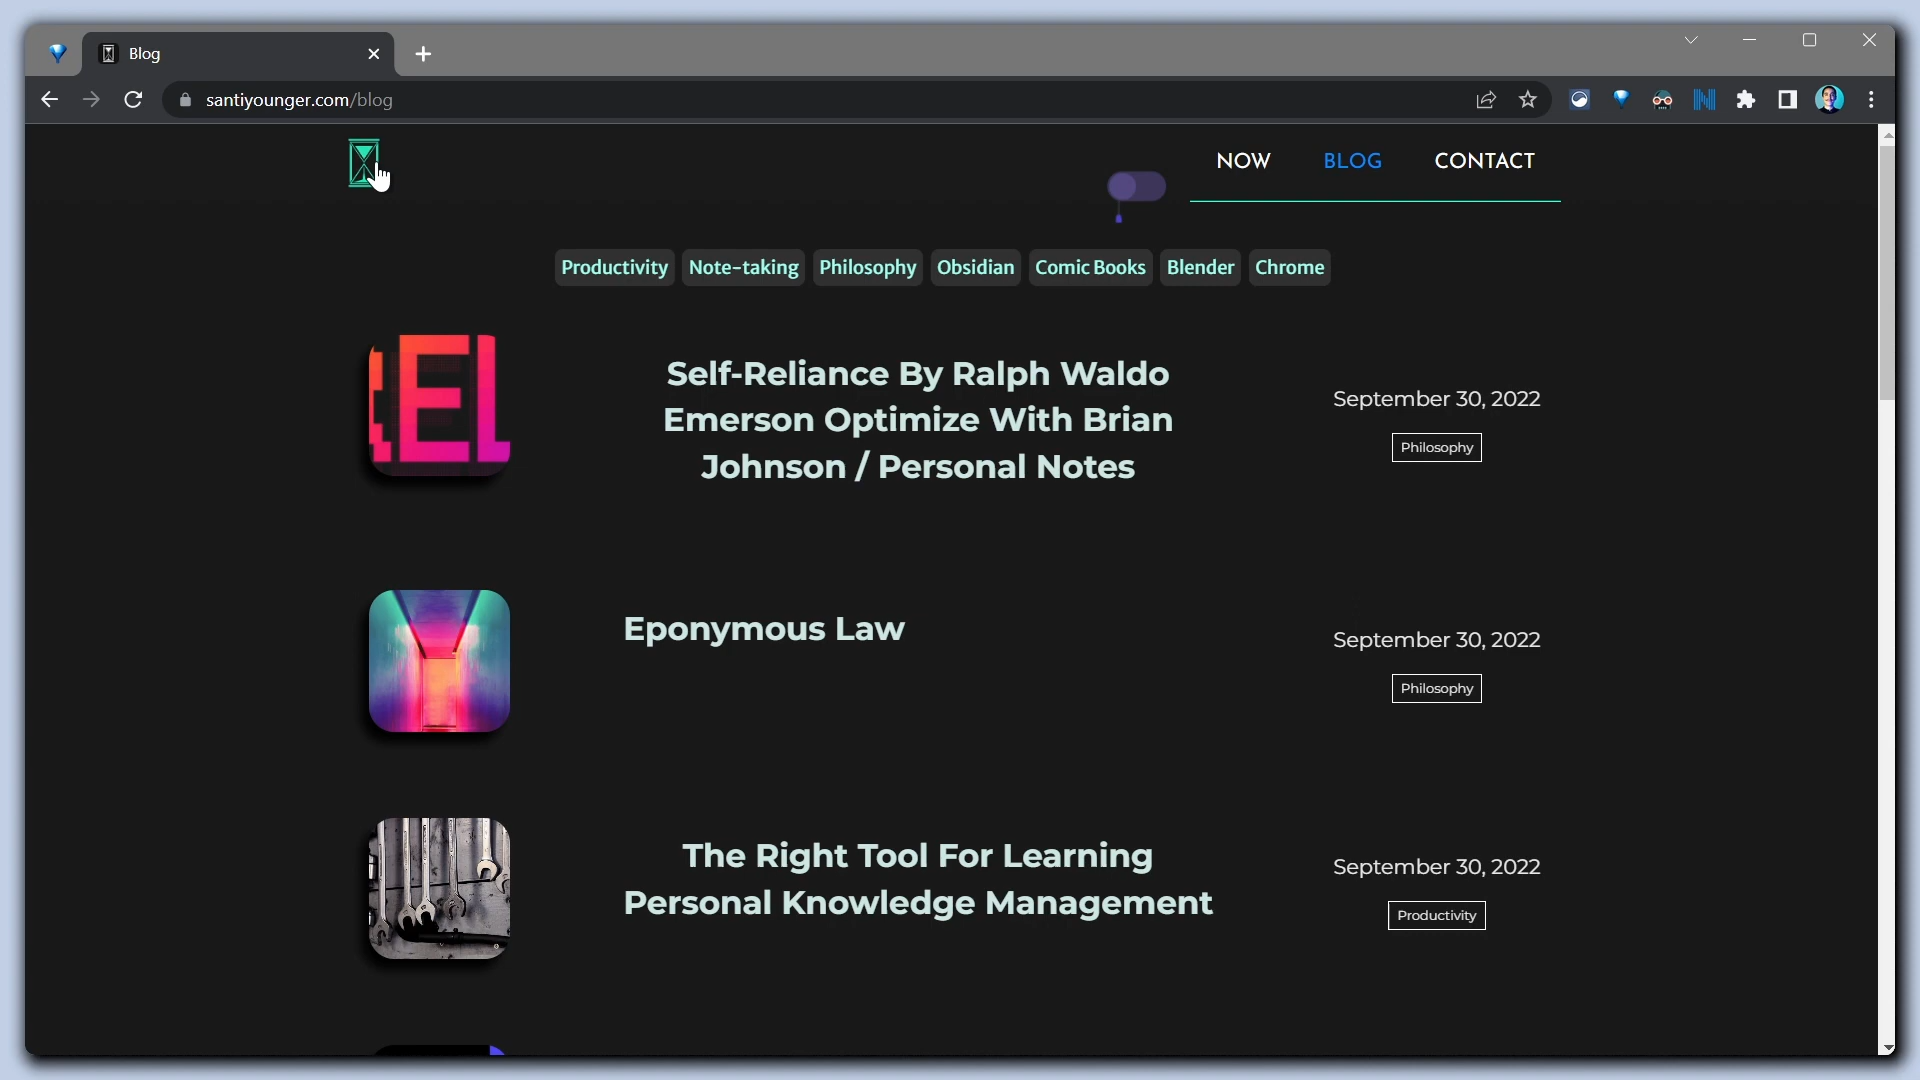 Blog
santiyounger.com/blog
NOW BLOG CONTACT
Productivity Note-taking Philosophy Obsidian Comic Books Blender Chrome
REL
Self-Reliance By Ralph Waldo
Emerson Optimize With Brian
Johnson / Personal Notes
September 30, 2022
Philosophy
Eponymous Law
September 30, 2022
Philosophy
The Right Tool For Learning
Personal Knowledge Management
September 30, 2022
Productivity